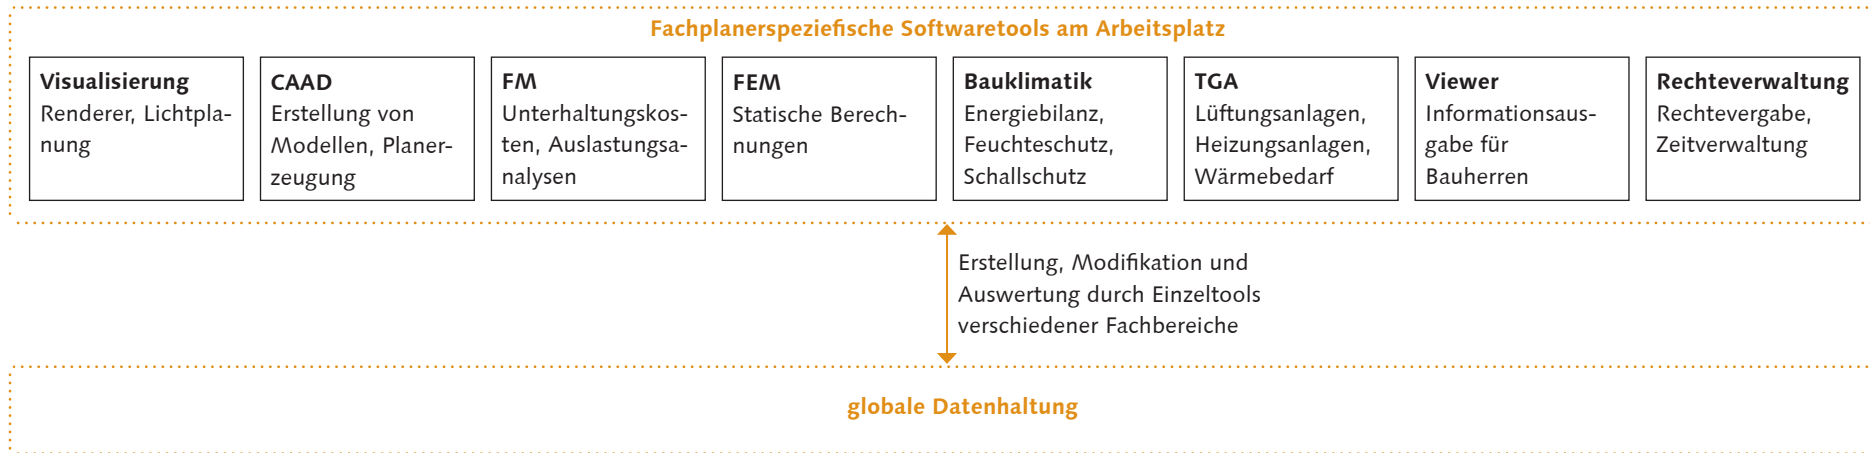 Fachplanerspeziefische Softwaretools am Arbeitsplatz
Visualisierung
Renderer, Lichtpla-
nung
CAAD
Erstellung von
Modellen, Planer-
zeugung
FM
Unterhaltungskos-
ten, Auslastungsa-
nalysen
FEM
Statische Berech-
nungen
Bauklimatik
Energiebilanz,
Feuchteschutz,
Schallschutz
TGA
Lüftungsanlagen,
Heizungsanlagen,
Wärmebedarf
Viewer
Informationsaus-
gabe für
Bauherren
Rechteverwaltung
Rechtevergabe,
Zeitverwaltung
Erstellung, Modifikation und
Auswertung durch Einzeltools
verschiedener Fachbereiche
globale Datenhaltung